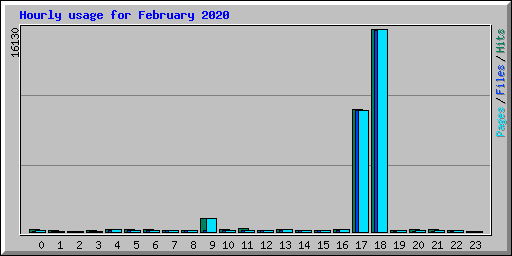 Hourly usage for February 2020
16130
Pages/Files/Hits
0 1 2 3 4 5 6 7 8 9 10 11 12 13 14 15 16 17 18 19 20 21 22 23